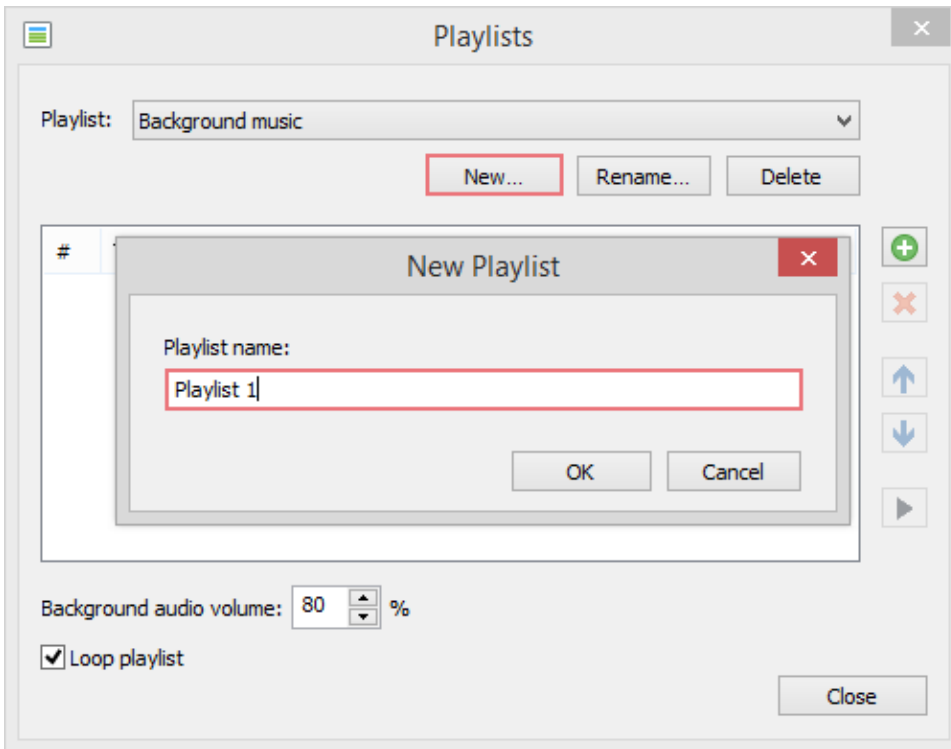 Playlists
Playlist: Background music
New... Rename... Delete
#
New Playlist
Playlist name:
Playlist 1
OK Cancel
Background audio volume: 80 %
Loop playlist
Close